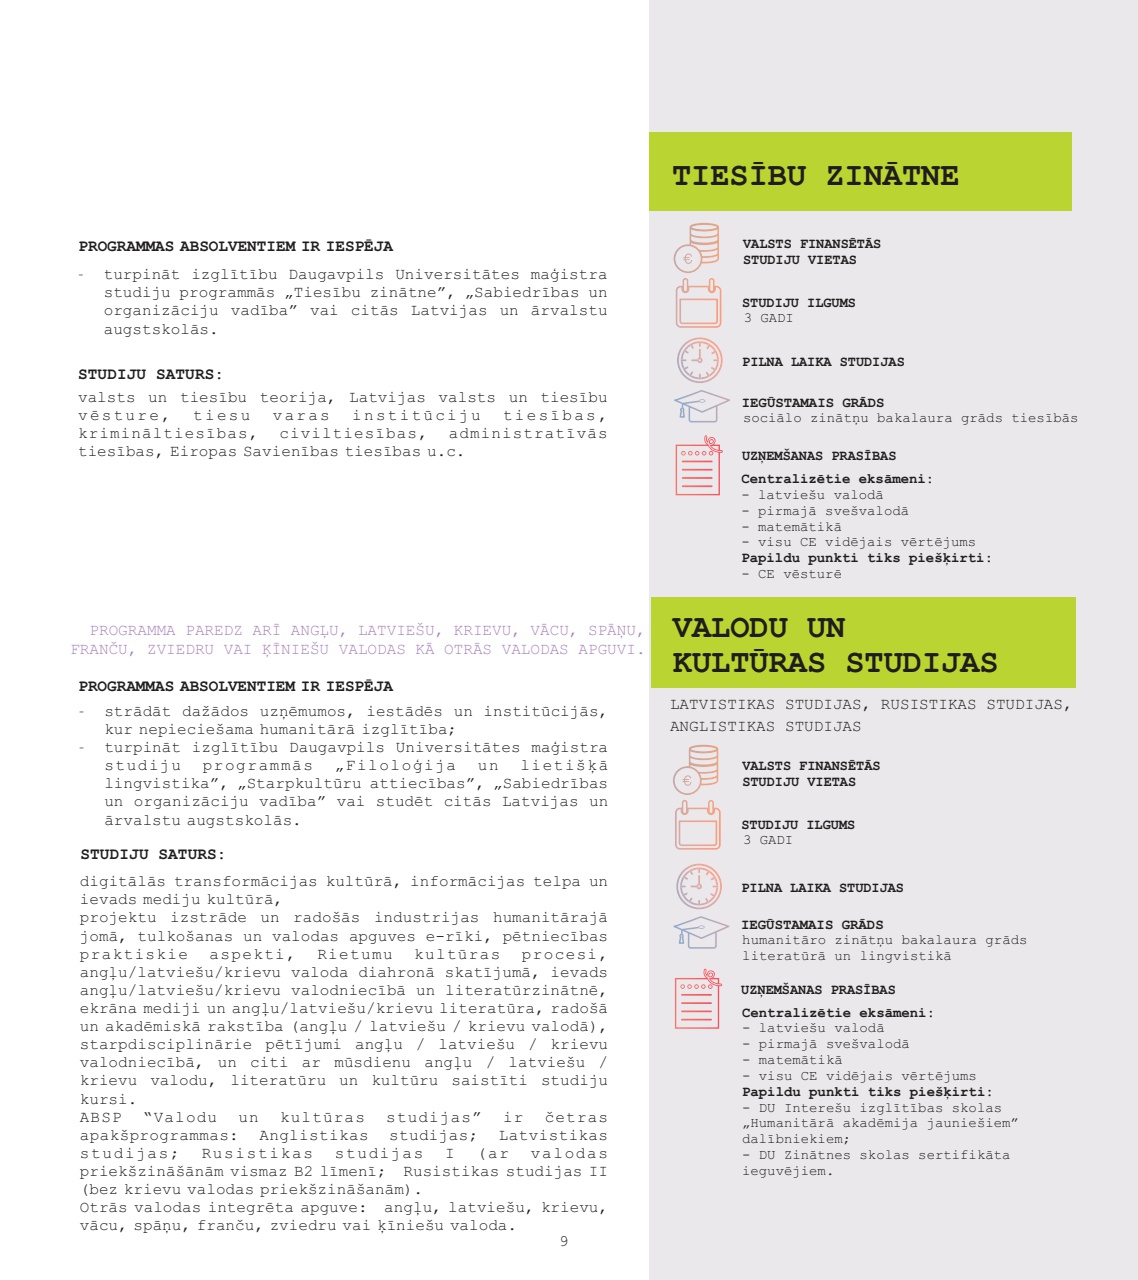 TIESĪBU ZINĀTNE
PROGRAMMAS ABSOLVENTIEM IR IESPĒJA
- turpināt izglītību Daugavpils Universitātes maģistra
studiju programmās „Tiesību zinātne”, „Sabiedrības un
organizāciju vadība” vai citās Latvijas un ārvalstu
augstskolās.
STUDIJU SATURS:
valsts un tiesību teorija, Latvijas valsts un tiesību
vēsture, tiesu varas institūciju tiesības,
krimināltiesības, civiltiesības, administratīvās
tiesības, Eiropas Savienības tiesības u.c.
VALSTS FINANSĒTĀS
STUDIJU VIETAS
STUDIJU ILGUMS
3 GADI
PILNA LAIKA STUDIJAS
IEGŪSTAMAIS GRĀDS
sociālo zinātņu bakalaura grāds tiesībās
UZŅEMŠANAS PRASĪBAS
Centralizētie eksāmeni:
- latviešu valodā
- pirmajā svešvalodā
- matemātikā
- visu CE vidējais vērtējums
Papildu punkti tiks piešķirti:
- CE vēsturē
VALODU UN
KULTŪRAS STUDIJAS
LATVISTIKAS STUDIJAS, RUSISTIKAS STUDIJAS,
ANGLISTIKAS STUDIJAS
PROGRAMMA PAREDZ ARĪ ANGĻU, LATVIEŠU, KRIEVU, VĀCU, SPĀŅU,
FRANČU, ZVIEDRU VAI ĶĪNIEŠU VALODAS KĀ OTRĀS VALODAS APGUVI.
PROGRAMMAS ABSOLVENTIEM IR IESPĒJA
- strādāt dažādos uzņēmumos, iestādēs un institūcijās,
kur nepieciešama humanitārā izglītība;
- turpināt izglītību Daugavpils Universitātes maģistra
studiju programmās „Filoloģija un lietišķā
lingvistika”, „Starpkultūru attiecības”, „Sabiedrības
un organizāciju vadība” vai studēt citās Latvijas un
ārvalstu augstskolās.
STUDIJU SATURS:
digitālās transformācijas kultūrā, informācijas telpa un
ievads mediju kultūrā,
projektu izstrāde un radošās industrijas humanitārajā
jomā, tulkošanas un valodas apguves e-rīki, pētniecības
praktiskie aspekti, Rietumu kultūras procesi,
angļu/latviešu/krievu valoda diahronā skatījumā, ievads
angļu/latviešu/krievu valodniecībā un literatūrzinātnē,
ekrāna mediji un angļu/latviešu/krievu literatūra, radošā
un akadēmiskā rakstība (angļu / latviešu / krievu valodā),
starpdisciplinārie pētījumi angļu / latviešu / krievu
valodniecībā, un citi ar mūsdienu angļu / latviešu /
krievu valodu, literatūru un kultūru saistīti studiju
kursi.
ABSP “Valodu un kultūras studijas” ir četras
apakšprogrammas: Anglistikas studijas; Latvistikas
studijas; Rusistikas studijas I (ar valodas
priekšzināšānām vismaz B2 līmenī; Rusistikas studijas II
(bez krievu valodas priekšzināšanām).
Otrās valodas integrēta apguve: angļu, latviešu, krievu,
vācu, spāņu, franču, zviedru vai ķīniešu valoda.
VALSTS FINANSĒTĀS
STUDIJU VIETAS
STUDIJU ILGUMS
3 GADI
PILNA LAIKA STUDIJAS
IEGŪSTAMAIS GRĀDS
humanitāro zinātņu bakalaura grāds
literatūrā un lingvistikā
UZŅEMŠANAS PRASĪBAS
Centralizētie eksāmeni:
- latviešu valodā
- pirmajā svešvalodā
- matemātikā
- visu CE vidējais vērtējums
Papildu punkti tiks piešķirti:
- DU Interešu izglītības skolas
„Humanitārā akadēmija jauniešiem”
dalībniekiem;
- DU Zinātnes skolas sertifikāta
ieguvējiem.
9